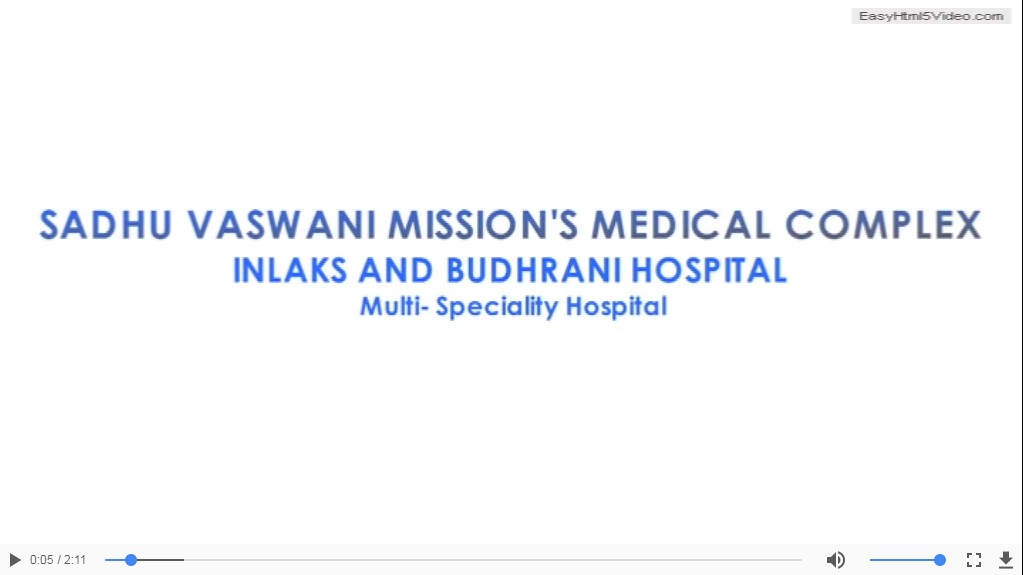 EasyHtml5Video.com
SADHU VASWANI MISSION'S MEDICAL COMPLEX
INLAKS AND BUDHRANI HOSPITAL
Multi- Speciality Hospital
0:05 / 2:11